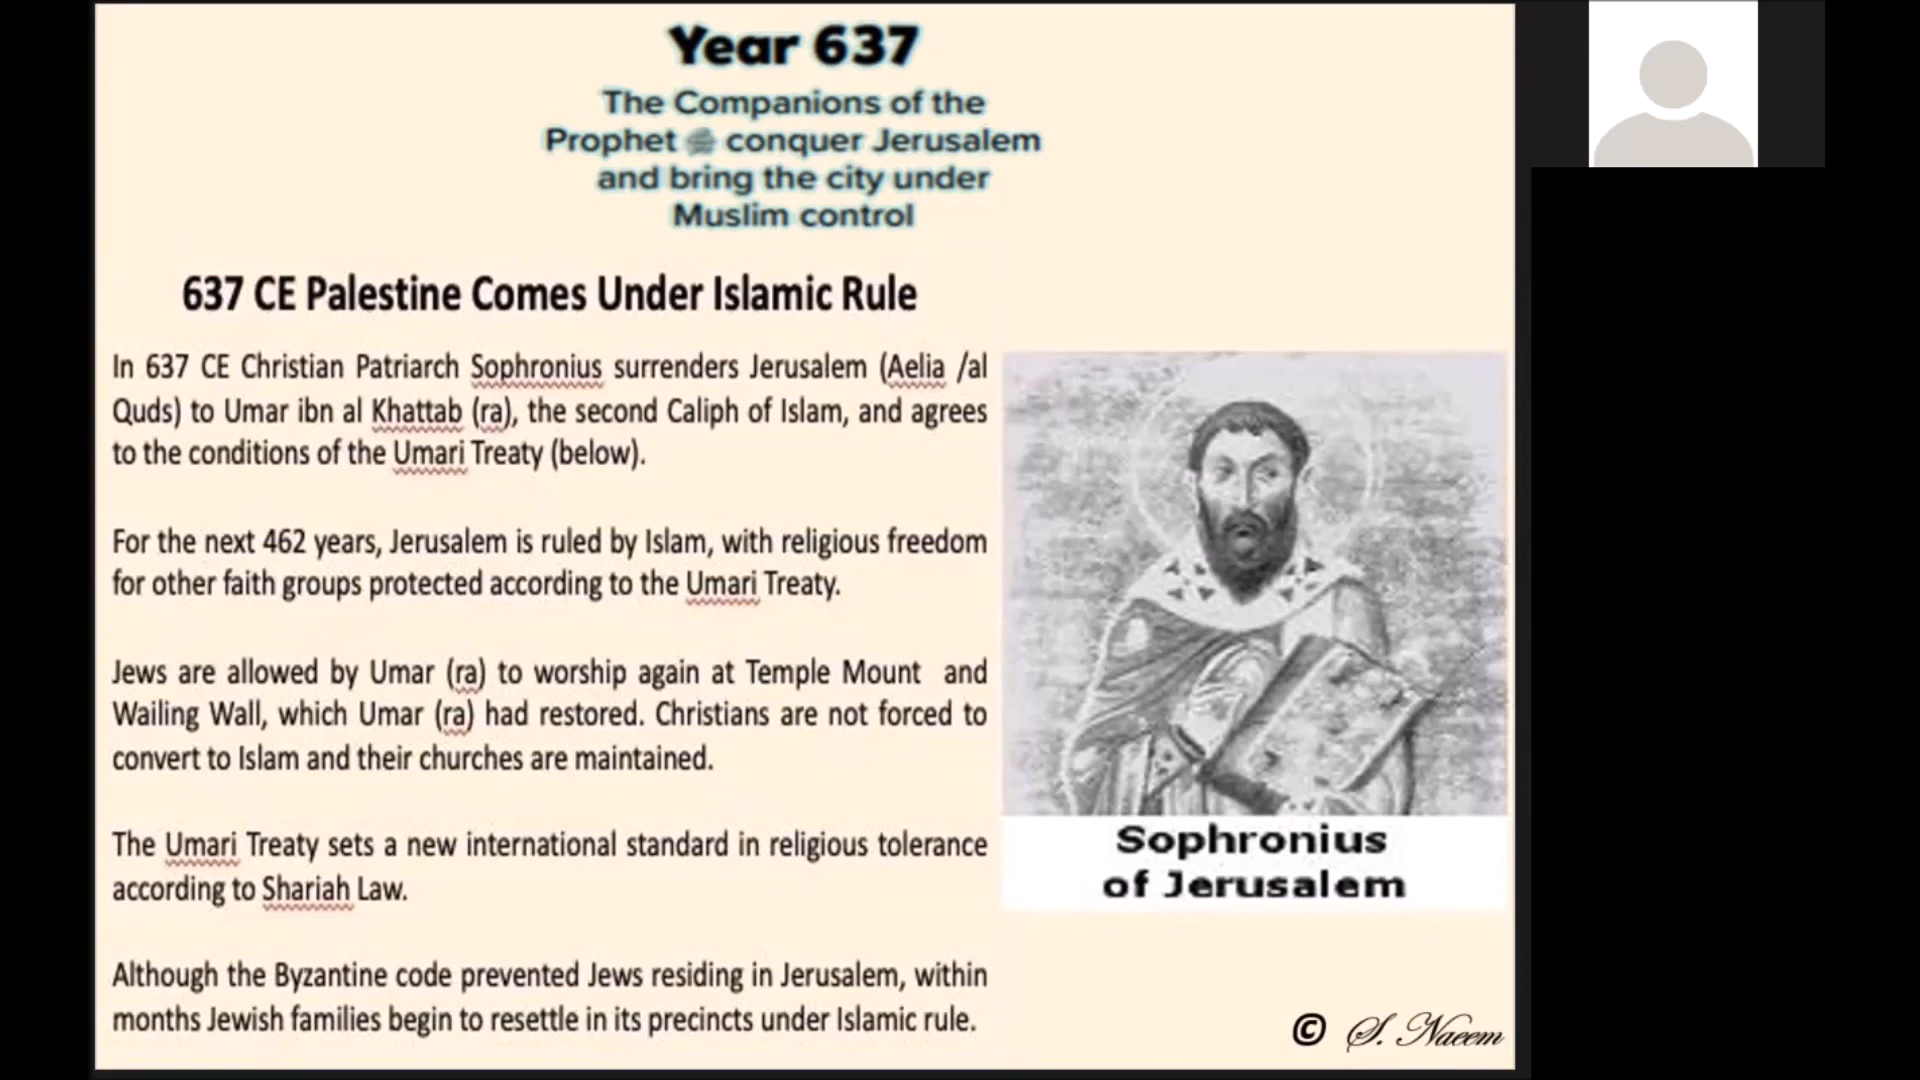 Year 637
The Companions of the
Prophet ﷺ conquer Jerusalem
and bring the city under
Muslim control
637 CE Palestine Comes Under Islamic Rule
In 637 CE Christian Patriarch Sophronius surrenders Jerusalem (Aelia /al
Quds) to Umar ibn al Khattab (ra), the second Caliph of Islam, and agrees
to the conditions of the Umari Treaty (below).
For the next 462 years, Jerusalem is ruled by Islam, with religious freedom
for other faith groups protected according to the Umari Treaty.
Jews are allowed by Umar (ra) to worship again at Temple Mount and
Wailing Wall, which Umar (ra) had restored. Christians are not forced to
convert to Islam and their churches are maintained.
The Umari Treaty sets a new international standard in religious tolerance
according to Shariah Law.
Although the Byzantine code prevented Jews residing in Jerusalem, within
months Jewish families begin to resettle in its precincts under Islamic rule.
Sophronius
of Jerusalem
© S. Naeem